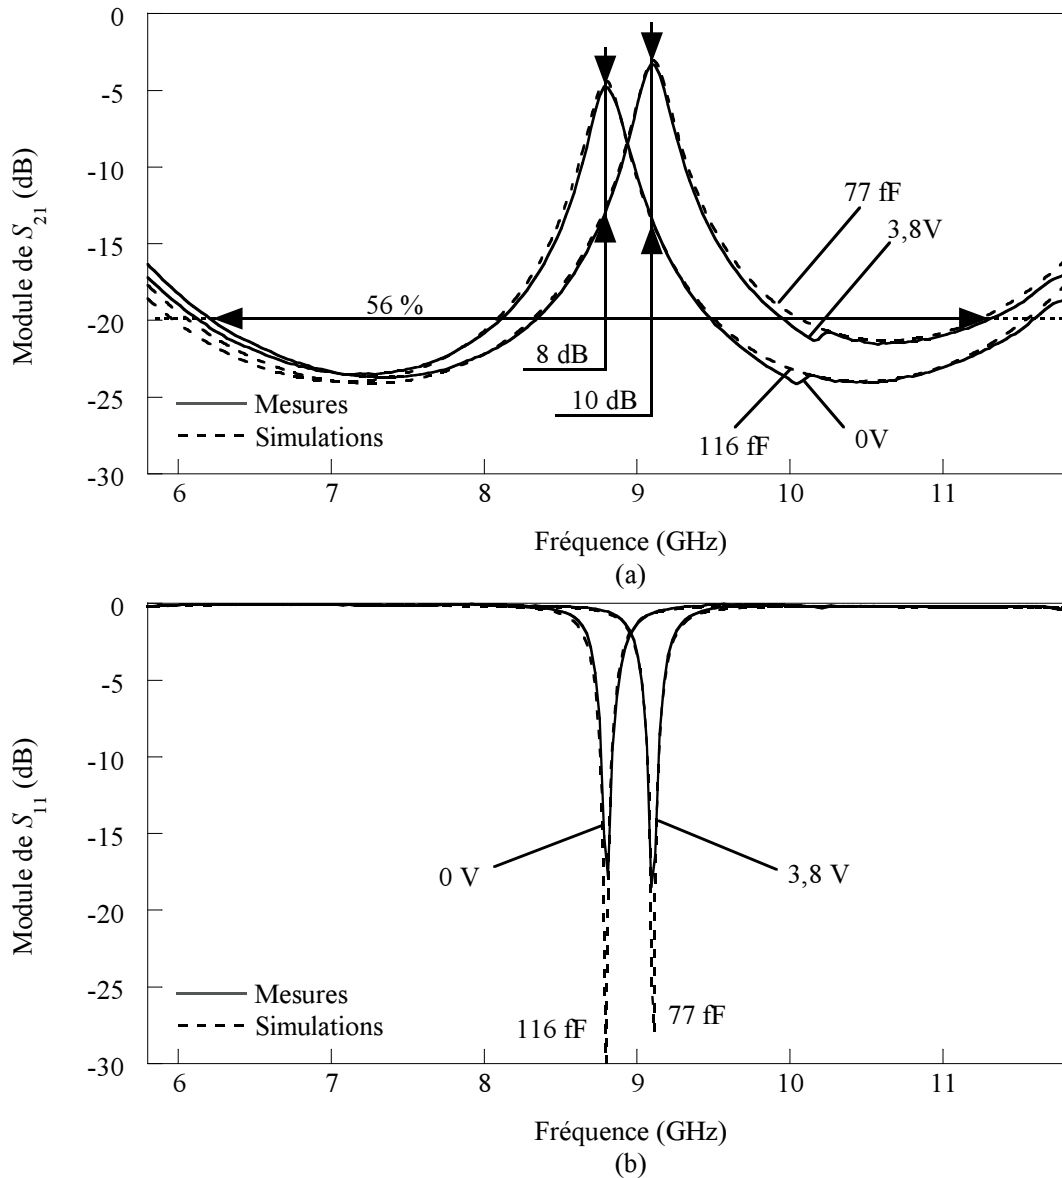 0
-5
-10
-15
-20
-25
-30
Module de S21 (dB)
77 fF
3,8V
56 %
8 dB
10 dB
116 fF
0V
Mesures
Simulations
6 7 8 9 10 11
Fréquence (GHz)
(a)
0
-5
-10
-15
-20
-25
-30
Module de S11 (dB)
0 V
3,8 V
Mesures
Simulations
116 fF
77 fF
6 7 8 9 10 11
Fréquence (GHz)
(b)